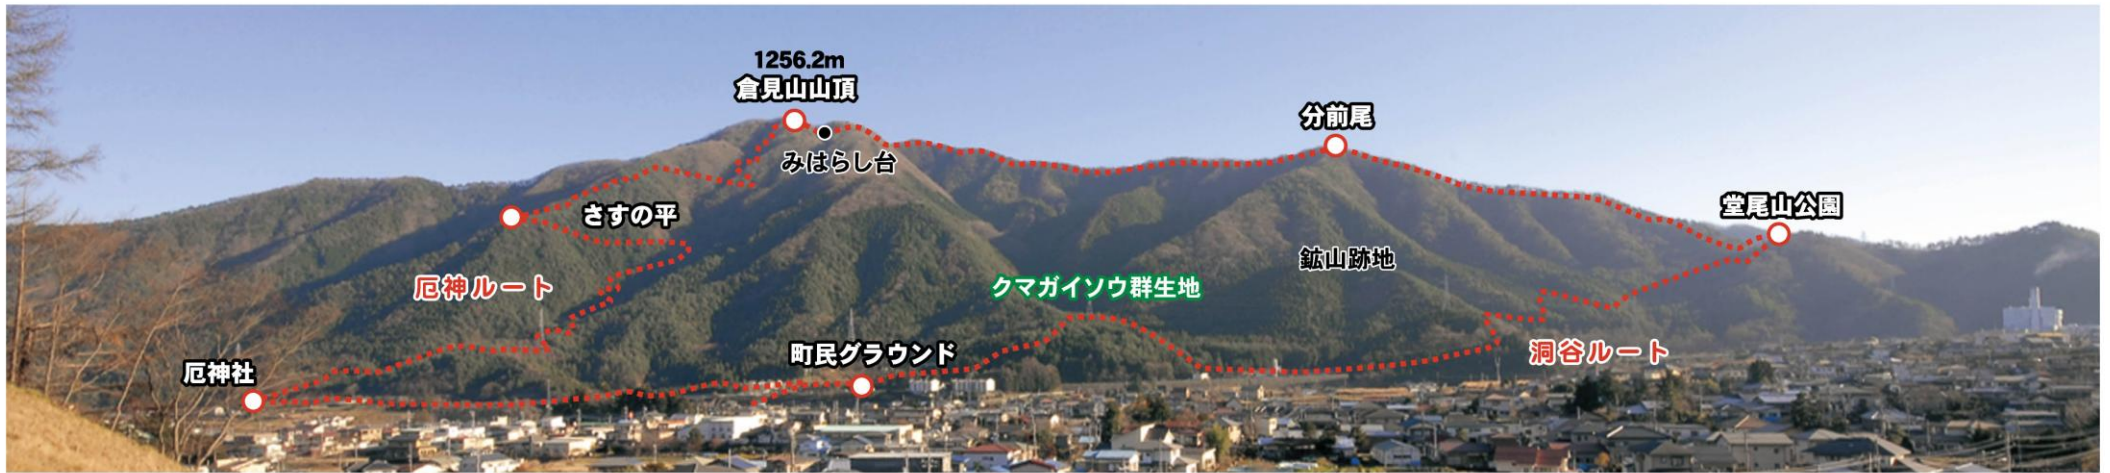 1256.2m
倉見山山頂
みはらし台
分前尾
堂尾山公園
さすの平
鉱山跡地
厄神ルート
クマガイソウ群生地
町民グラウンド
洞谷ルート
厄神社